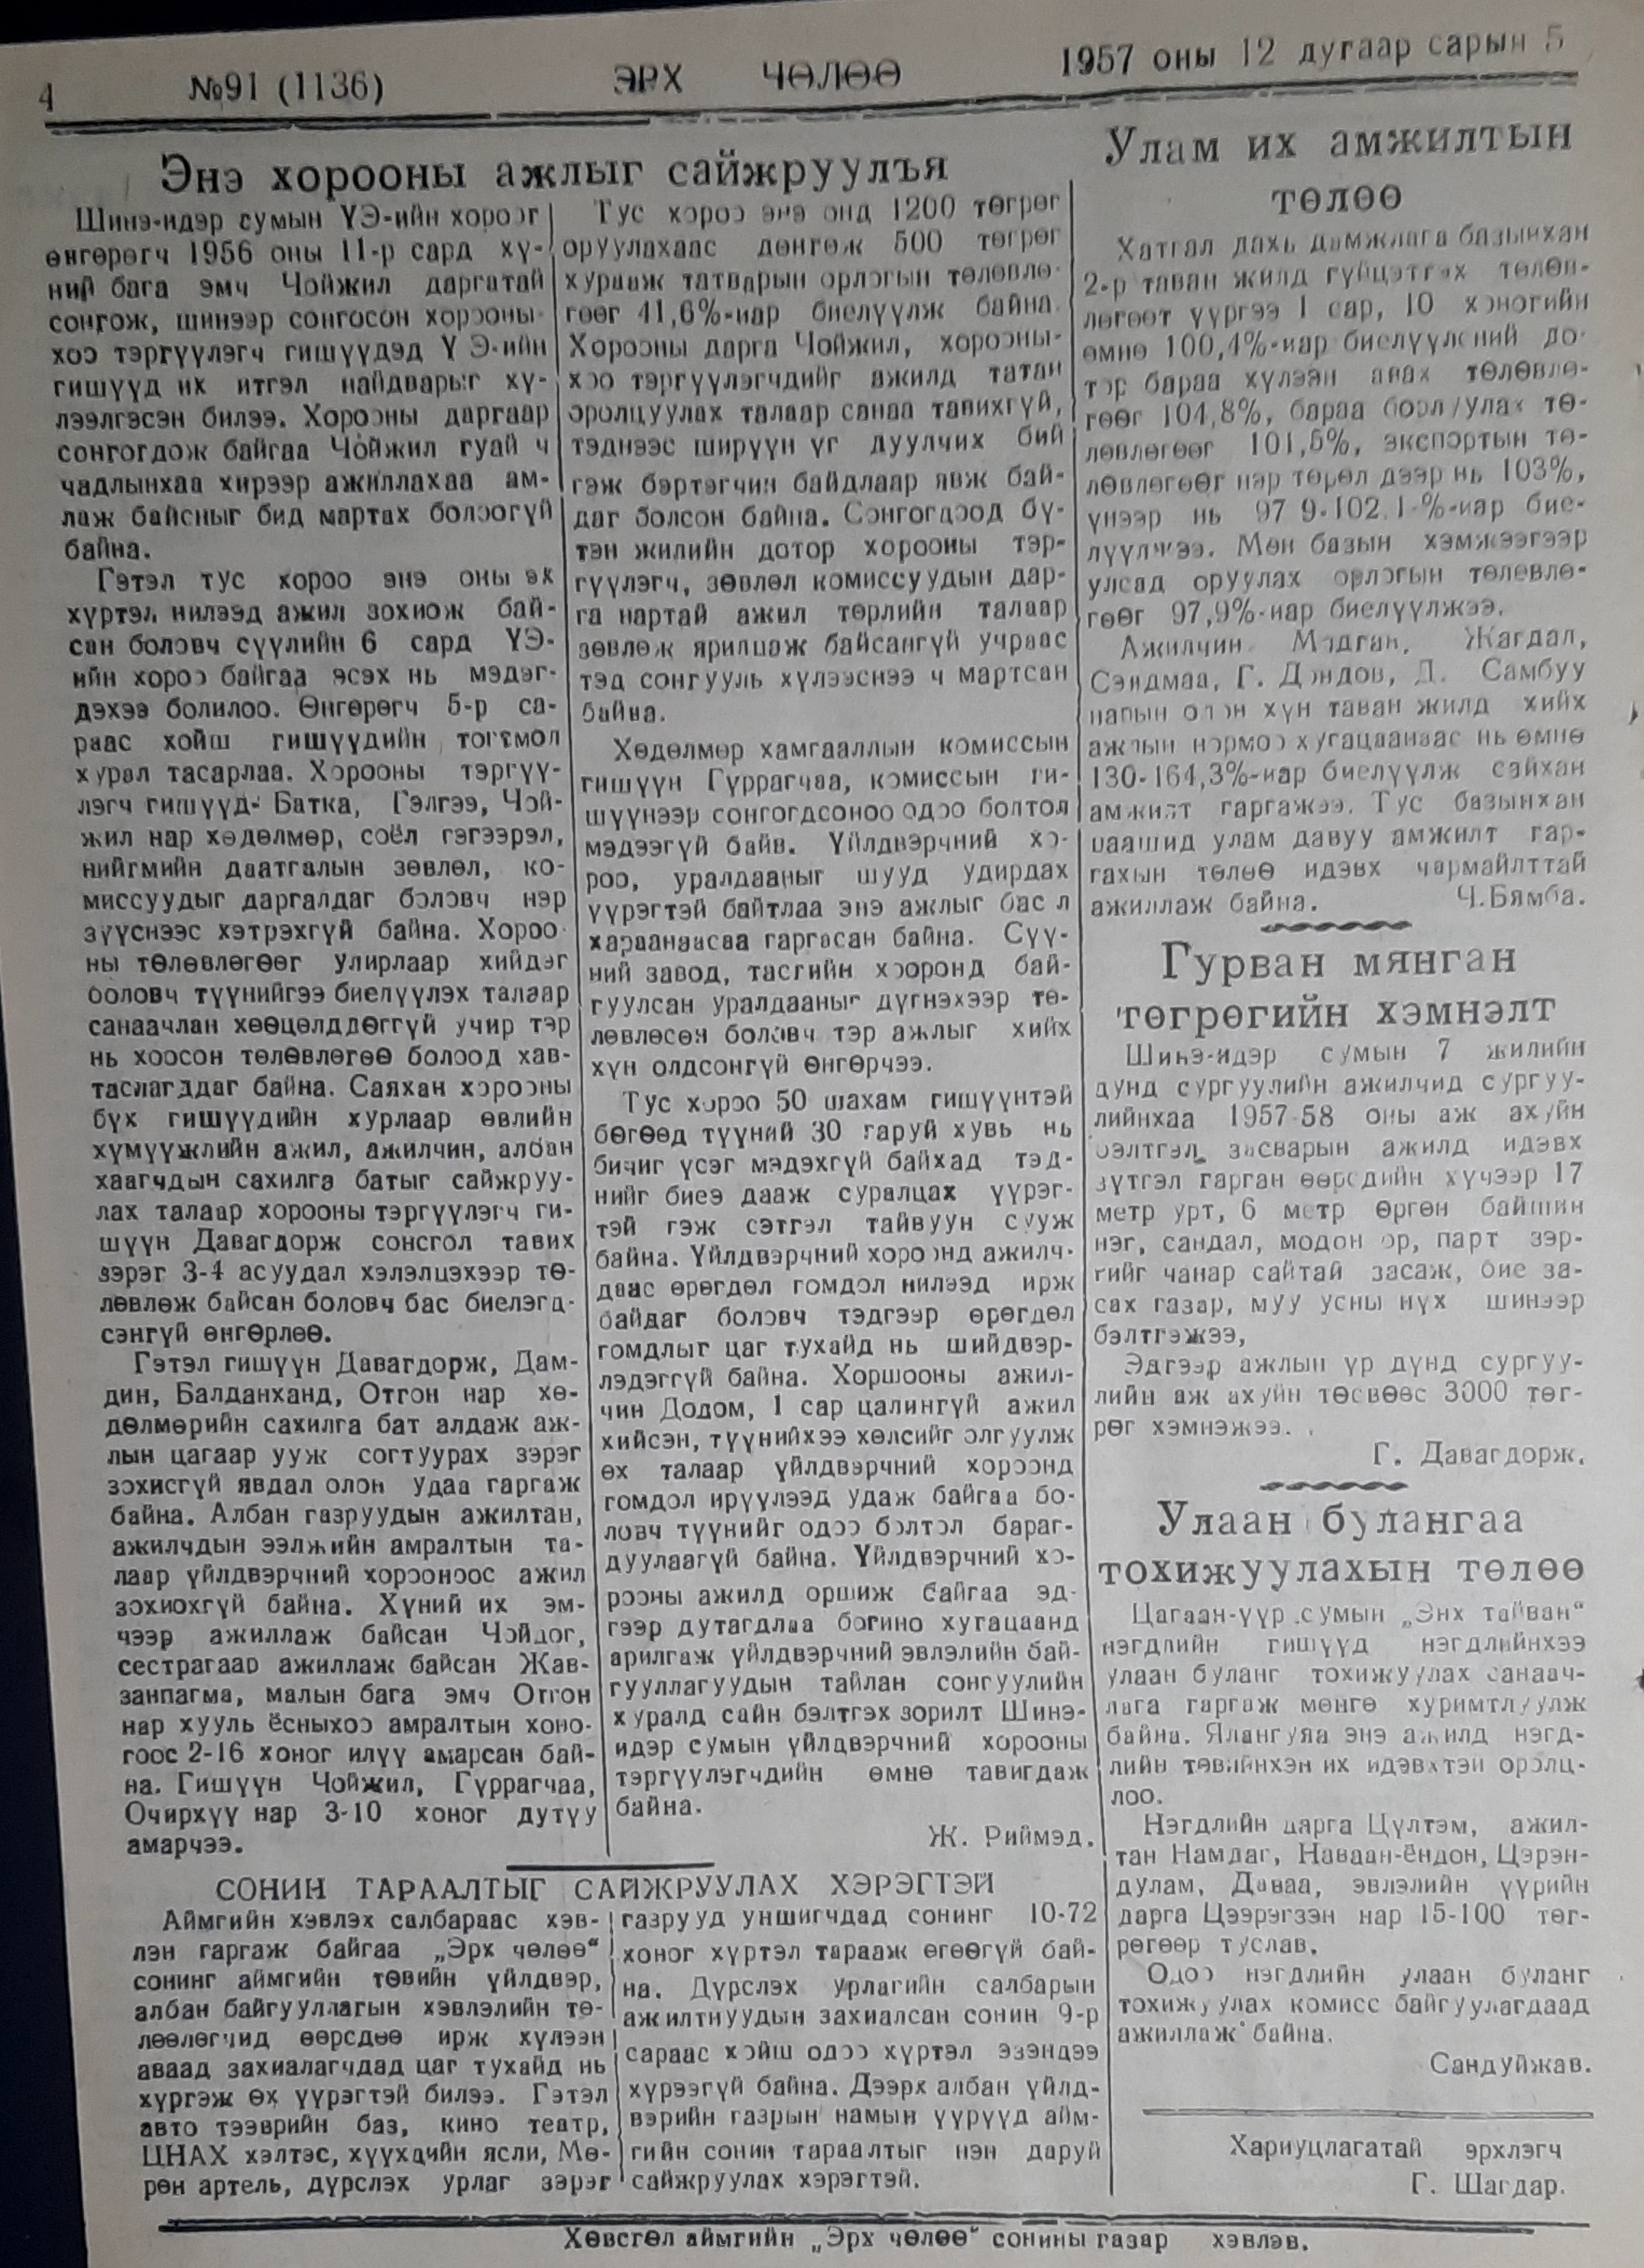 4 №91 (1136) ЭРХ ЧӨЛӨӨ 1957 оны 12 дугаар сарын 5
Энэ хорооны ажлыг сайжруулъя
Шинэ-идэр сумын ҮЭ-ийн хороог
өнгөрөгч 1956 оны 11-р сард хү-
ний бага эмч Чойжил даргатай
сонгож, шинээр сонгосон хорооны-
хоо тэргүүлэгч гишүүдэд Ү Э-ийн
гишүүд их итгэл найдварыг хү-
лээлгэсэн билээ. Хорооны даргаар
сонгогдож байгаа Чойжил гуай ч
чадлынхаа хирээр ажиллахаа ам-
лаж байсныг бид мартах болоогүй
байна.
Гэтэл тус хороо энэ оны эх
хүртэл нилээд ажил зохиож бай-
сан боловч сүүлийн 6 сард ҮЭ-
ийн хороо байгаа эсэх нь мэдэг-
дэхээ болилоо. Өнгөрөгч 5-р са-
раас хойш гишүүдийн тогтмол
хурал тасарлаа. Хорооны тэргүү-
лэгч гишүүд- Батка, Гэлгээ, Чой-
жил нар хөдөлмөр, соёл гэгээрэл,
нийгмийн даатгалын зөвлөл, ко-
миссуудыг даргалдаг боловч нэр
зүүснээс хэтрэхгүй байна. Хороо-
ны төлөвлөгөөг улирлаар хийдэг
боловч түүнийгээ биелүүлэх талаар
санаачлан хөөцөлддөггүй учир тэр
нь хоосон төлөвлөгөө болоод хав-
таслагддаг байна. Саяхан хорооны
бүх гишүүдийн хурлаар өвлийн
хүмүүжлийн ажил, ажилчин, албан
хаагчдын сахилга батыг сайжруу-
лах талаар хорооны тэргүүлэгч ги-
шүүн Давагдорж сонсгол тавих
зэрэг 3-4 асуудал хэлэлцэхээр тө-
лөвлөж байсан боловч бас биелэгд-
сэнгүй өнгөрлөө.
Гэтэл гишүүн Давагдорж, Дам-
дин, Балданханд, Отгон нар хө-
дөлмөрийн сахилга бат алдаж аж-
лын цагаар ууж согтуурах зэрэг
зохисгүй явдал олон удаа гаргаж
байна. Албан газруудын ажилтан,
ажилчдын ээлжийн амралтын та-
лаар үйлдвэрчний хорооноос ажил
зохиохгүй байна. Хүний их эм-
чээр ажиллаж байсан Чойдог,
сестрагаар ажиллаж байсан Жав-
занпагма, малын бага эмч Отгон
нар хууль ёсныхоо амралтын хоно-
гоос 2-16 хоног илүү амарсан бай-
на. Гишүүн Чойжил, Гүррагчаа,
Очирхүү нар 3-10 хоног дутуу
амарчээ.
Тус хороо энэ онд 1200 төгрөг
оруулахаас дөнгөж 500 төгрөг
хурааж татварын орлогын төлөвлө-
гөөг 41,6%-иар биелүүлж байна.
Хорооны дарга Чойжил, хорооны-
хоо тэргүүлэгчдийг ажилд татан
оролцуулах талаар санаа тавихгүй,
тэднээс ширүүн үг дуулчих бий
гэж бэртэгчин байдлаар явж бай-
даг болсон байна. Сонгогдоод бү-
тэн жилийн дотор хорооны тэр-
гүүлэгч, зөвлөл комиссуудын дар-
га нартай ажил төрлийн талаар
зөвлөж ярилцаж байсангүй учраас
тэд сонгууль хүлээснээ ч мартсан
байна.
Хөдөлмөр хамгааллын комиссын
гишүүн Гүррагчаа, комиссын ги-
шүүнээр сонгогдсоноо одоо болтол
мэдээгүй байв. Үйлдвэрчний хо-
роо, уралдааныг шууд удирдах
үүрэгтэй байтлаа энэ ажлыг бас л
хараанаасаа гаргасан байна. Сүү-
ний завод, тасгийн хооронд бай-
гуулсан уралдааныг дүгнэхээр тө-
лөвлөсөн боловч тэр ажлыг хийх
хүн олдсонгүй өнгөрчээ.
Тус хороо 50 шахам гишүүнтэй
бөгөөд түүний 30 гаруй хувь нь
бичиг үсэг мэдэхгүй байхад тэд-
нийг биеэ дааж суралцах үүрэг-
тэй гэж сэтгэл тайвуун сууж
байна. Үйлдвэрчний хороонд ажилч-
даас өрөгдөл гомдол нилээд ирж
байдаг боловч тэдгээр өрөгдөл
гомдлыг цаг тухайд нь шийдвэр-
лэдэггүй байна. Хоршооны ажил-
чин Додом, 1 сар цалингүй ажил
хийсэн, түүнийхээ хөлсийг олгуулж
өх талаар үйлдвэрчний хороонд
гомдол ирүүлээд удаж байгаа бо-
ловч түүнийг одоо болтол бараг-
дуулаагүй байна. Үйлдвэрчний хо-
рооны ажилд оршиж байгаа эд-
гээр дутагдлаа богино хугацаанд
арилгаж үйлдвэрчний эвлэлийн бай-
гууллагуудын тайлан сонгуулийн
хуралд сайн бэлтгэх зорилт Шинэ-
идэр сумын үйлдвэрчний хорооны
тэргүүлэгчдийн өмнө тавигдаж
байна.
Ж. Риймэд.
СОНИН ТАРААЛТЫГ САЙЖРУУЛАХ ХЭРЭГТЭЙ
Аймгийн хэвлэх салбараас хэв-
лэн гаргаж байгаа „Эрх чөлөө“
сонинг аймгийн төвийн үйлдвэр,
албан байгууллагын хэвлэлийн тө-
лөөлөгчид өөрсдөө ирж хүлээн
аваад захиалагчдад цаг тухайд нь
хүргэж өх үүрэгтэй билээ. Гэтэл
авто тээврийн баз, кино театр,
ЦНАХ хэлтэс, хүүхдийн ясли, Мө-
рөн артель, дүрслэх урлаг зэрэг
газрууд уншигчдад сонинг 10-72
хоног хүртэл тарааж өгөөгүй бай-
на. Дүрслэх урлагийн салбарын
ажилтнуудын захиалсан сонин 9-р
сараас хойш одоо хүртэл эзэндээ
хүрээгүй байна. Дээрх албан үйлд-
вэрийн газрын намын үүрүүд айм-
гийн сонин тараалтыг нэн даруй
сайжруулах хэрэгтэй.
Улам их амжилтын
төлөө
Хатгал дахь дамжлага базынхан
2-р таван жилд гүйцэтгэх төлөв-
лөгөөт үүргээ 1 сар, 10 хоногийн
өмнө 100,4%-иар биелүүлсний до-
тор бараа хүлээн авах төлөвлө-
гөөг 104,8%, бараа борлуулах тө-
лөвлөгөөг 101,5%, экспортын тө-
лөвлөгөөг нэр төрөл дээр нь 103%,
үнээр нь 97 9-102.1-%-иар бие-
лүүлжээ. Мөн базын хэмжээгээр
улсад оруулах орлогын төлөвлө-
гөөг 97,9%-иар биелүүлжээ.
Ажилчин Мадган, Жагдал,
Сэндмаа, Г. Дондов, Д. Самбуу
нарын олон хүн таван жилд хийх
ажлын нормоо хугацаанаас нь өмнө
130-164,3%-иар биелүүлж сайхан
амжилт гаргажээ. Тус базынхан
цаашид улам давуу амжилт гар-
гахын төлөө идэвх чармайлттай
ажиллаж байна. Ч.Бямба.
Гурван мянган
төгрөгийн хэмнэлт
Шинэ-идэр сумын 7 жилийн
дунд сургуулийн ажилчид сургуу-
лийнхаа 1957-58 оны аж ахуйн
бэлтгэл засварын ажилд идэвх
зүтгэл гарган өөрсдийн хүчээр 17
метр урт, 6 метр өргөн байшин
нэг, сандал, модон ор, парт зэр-
гийг чанар сайтай засаж, бие за-
сах газар, муу усны нүх шинээр
бэлтгэжээ,
Эдгээр ажлын үр дүнд сургуу-
лийн аж ахуйн төсвөөс 3000 төг-
рөг хэмнэжээ.
Г. Давагдорж.
Улаан булангаа
тохижуулахын төлөө
Цагаан-үүр сумын „Энх тайван“
нэгдлийн гишүүд нэгдлийнхээ
улаан буланг тохижуулах санаач-
лага гаргаж мөнгө хуримтлуулж
байна. Ялангуяа энэ ажилд нэгд-
лийн төвийнхэн их идэвхтэй оролц-
лоо.
Нэгдлийн дарга Цүлтэм, ажил-
тан Намдаг, Наваан-Ёндон, Цэрэн-
дулам, Даваа, эвлэлийн үүрийн
дарга Цээрэгзэн нар 15-100 төг-
рөгөөр туслав.
Одоо нэгдлийн улаан буланг
тохижуулах комисс байгуулагдаад
ажиллаж байна.
Сандуйжав.
Хариуцлагатай эрхлэгч
Г. Шагдар.
Хөвсгөл аймгийн „Эрх чөлөө“ сонины газар хэвлэв.